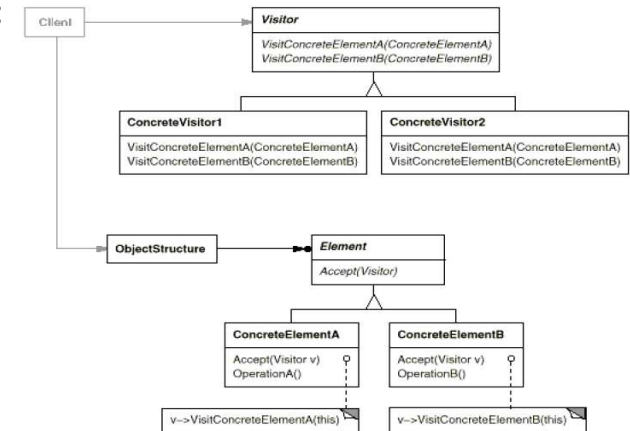 Client
Visitor
VisitConcreteElementA(ConcreteElementA)
VisitConcreteElementB(ConcreteElementB)
ConcreteVisitor1
VisitConcreteElementA(ConcreteElementA)
VisitConcreteElementB(ConcreteElementB)
ConcreteVisitor2
VisitConcreteElementA(ConcreteElementA)
VisitConcreteElementB(ConcreteElementB)
ObjectStructure
Element
Accept(Visitor)
ConcreteElementA
Accept(Visitor v)
OperationA()
ConcreteElementB
Accept(Visitor v)
OperationB()
v->VisitConcreteElementA(this)
v->VisitConcreteElementB(this)